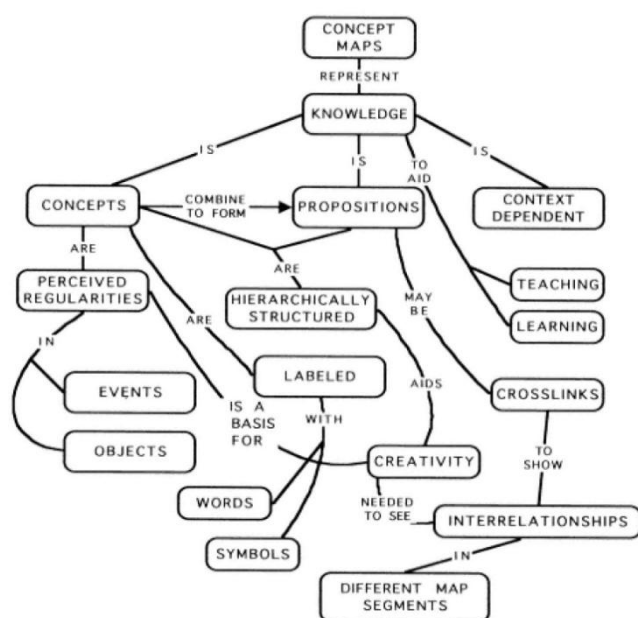 CONCEPT
MAPS
REPRESENT
KNOWLEDGE
IS
IS
TO
AID
IS
CONCEPTS
COMBINE
TO FORM
PROPOSITIONS
CONTEXT
DEPENDENT
ARE
PERCEIVED
REGULARITIES
ARE
HIERARCHICALLY
STRUCTURED
MAY
BE
TEACHING
LEARNING
IN
ARE
EVENTS
LABELED
AIDS
CROSSLINKS
IS A
BASIS
FOR
WITH
OBJECTS
CREATIVITY
TO
SHOW
WORDS
NEEDED
TO SEE
INTERRELATIONSHIPS
SYMBOLS
IN
DIFFERENT MAP
SEGMENTS